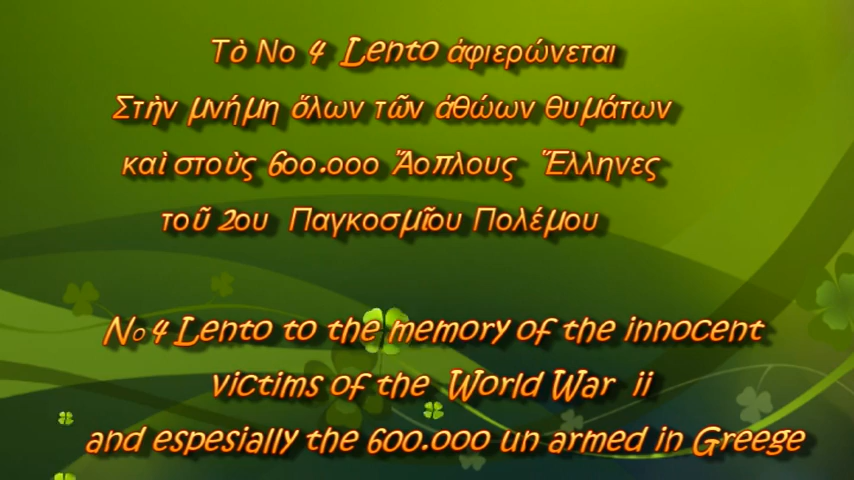 Τὸ Νο 4 Lento ἀφιερώνεται
Στὴν μνήμη ὅλων τῶν ἀθώων θυμάτων
καὶ στοὺς 600.000 Ἄοπλους Ἕλληνες
τοῦ 2ου Παγκοσμῖου Πολέμου
No 4 Lento to the memory of the innocent
victims of the World War ii
and espesially the 600.000 un armed in Greege